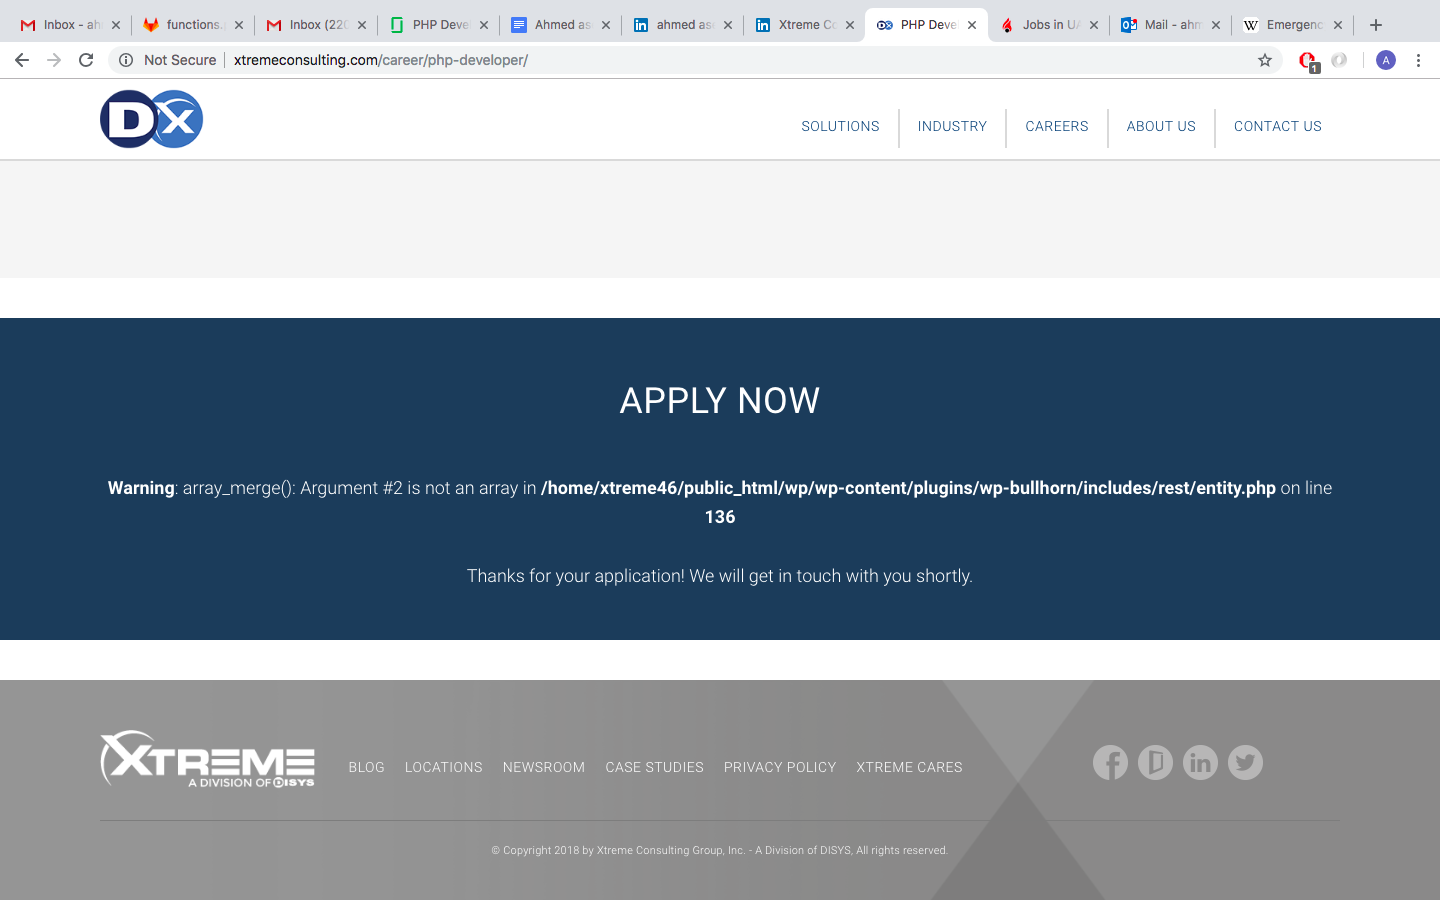 Inbox - ah
functions.
Inbox (220
PHP Deve
Ahmed as
ahmed as
Xtreme Co
PHP Deve
Jobs in UA
Mail - ahm
Emergenc
Not Secure
xtremeconsulting.com/career/php-developer/
1
A
DX
SOLUTIONS
INDUSTRY
CAREERS
ABOUT US
CONTACT US
APPLY NOW
Warning: array_merge(): Argument #2 is not an array in /home/xtreme46/public_html/wp/wp-content/plugins/wp-bullhorn/includes/rest/entity.php on line
136
Thanks for your application! We will get in touch with you shortly.
XTREME
A DIVISION OF DISYS
BLOG
LOCATIONS
NEWSROOM
CASE STUDIES
PRIVACY POLICY
XTREME CARES
© Copyright 2018 by Xtreme Consulting Group, Inc. - A Division of DISYS, All rights reserved.